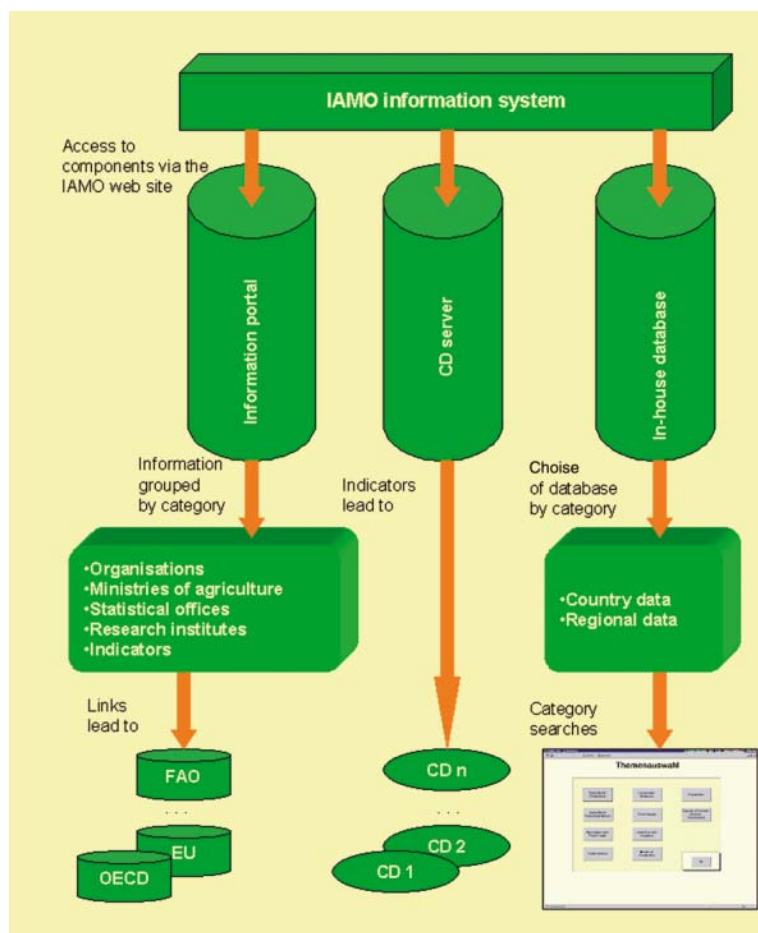 IAMO information system
Access to
components via the
IAMO web site
Information portal
CD server
In-house database
Information
grouped
by category
Indicators
lead to
Choise
of database
by category
•Organisations
•Ministries of agriculture
•Statistical offices
•Research institutes
•Indicators
•Country data
•Regional data
Links
lead to
Category
searches
FAO
. . .
EU
OECD
CD n
...
CD 2
CD 1
Themenauswahl